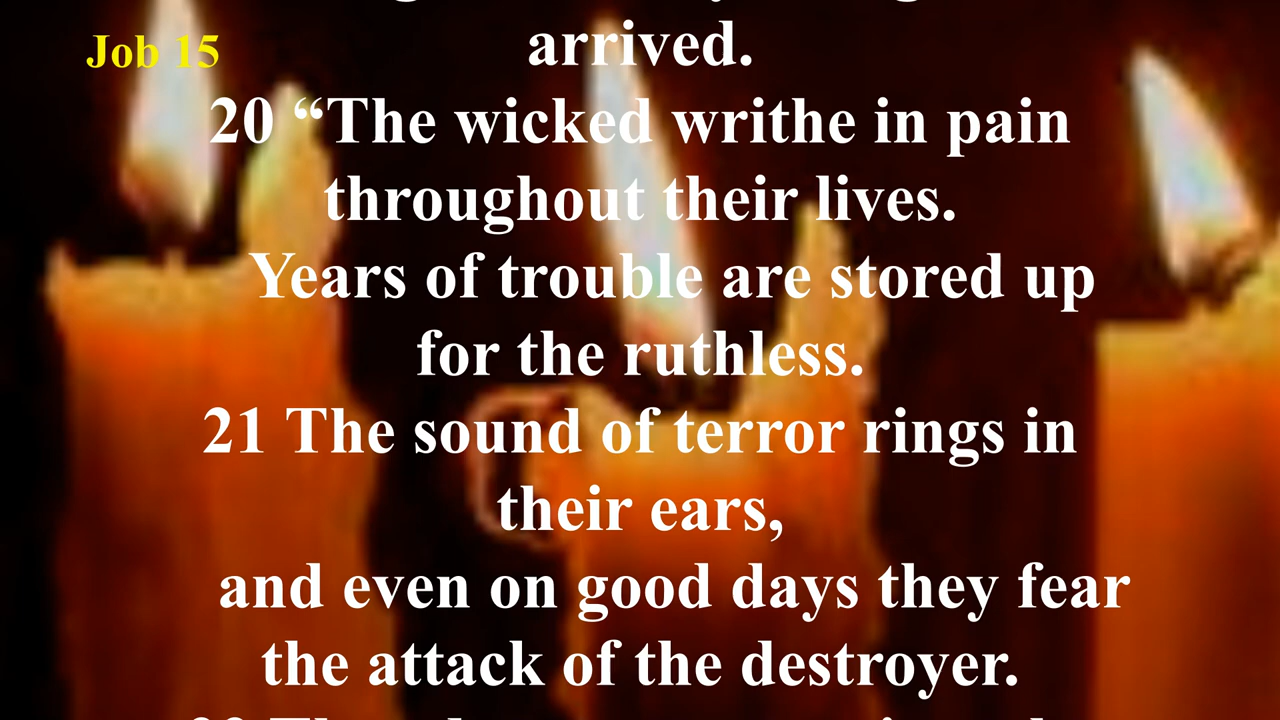 Job 15
arrived.
20 “The wicked writhe in pain
throughout their lives.
Years of trouble are stored up
for the ruthless.
21 The sound of terror rings in
their ears,
and even on good days they fear
the attack of the destroyer.